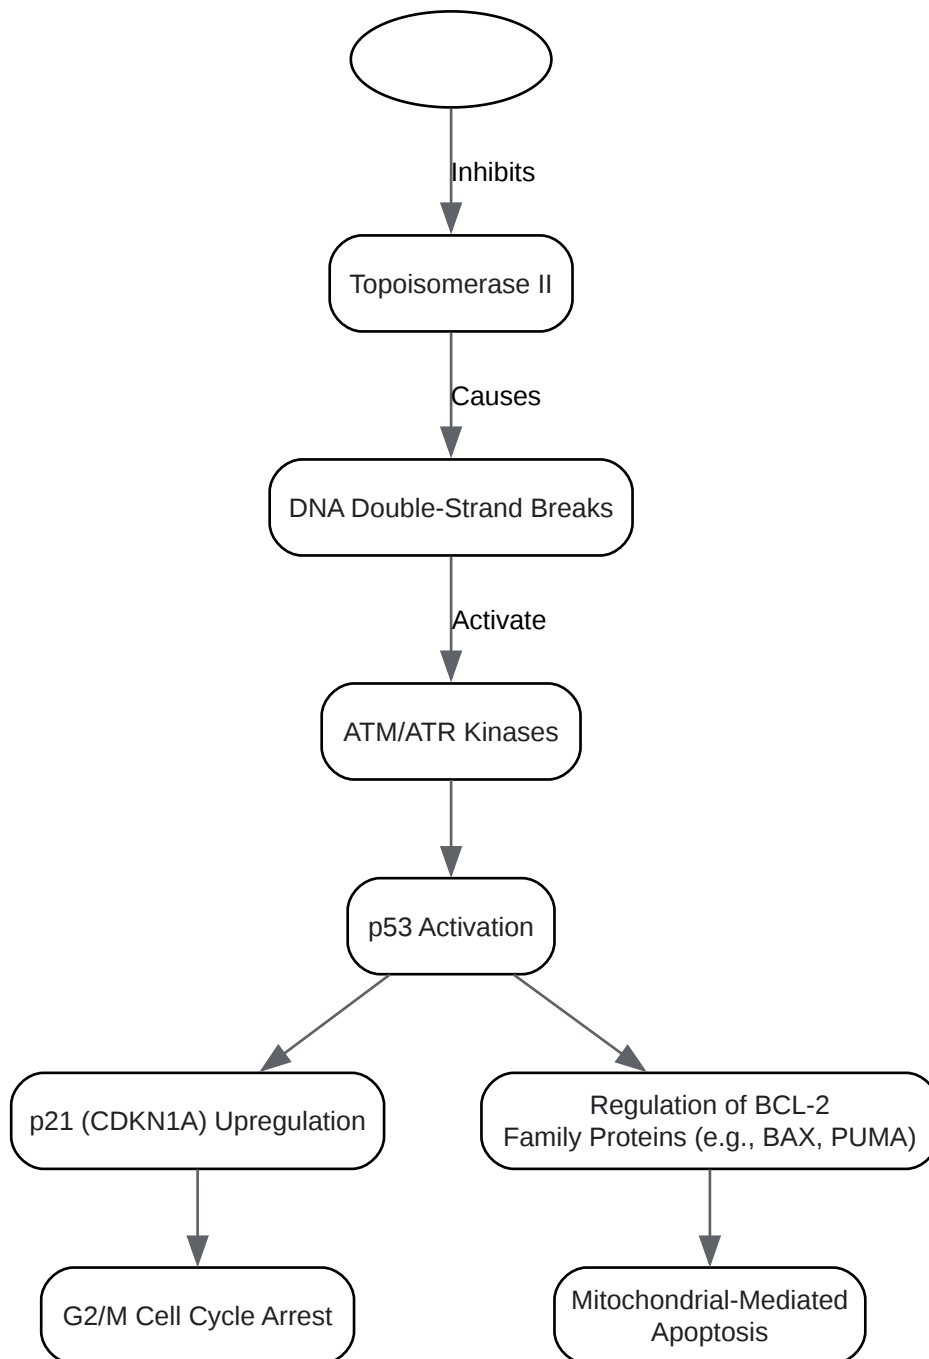 Inhibits
Topoisomerase II
Causes
DNA Double-Strand Breaks
Activate
ATM/ATR Kinases
p53 Activation
p21 (CDKN1A) Upregulation
Regulation of BCL-2
Family Proteins (e.g., BAX, PUMA)
G2/M Cell Cycle Arrest
Mitochondrial-Mediated
Apoptosis